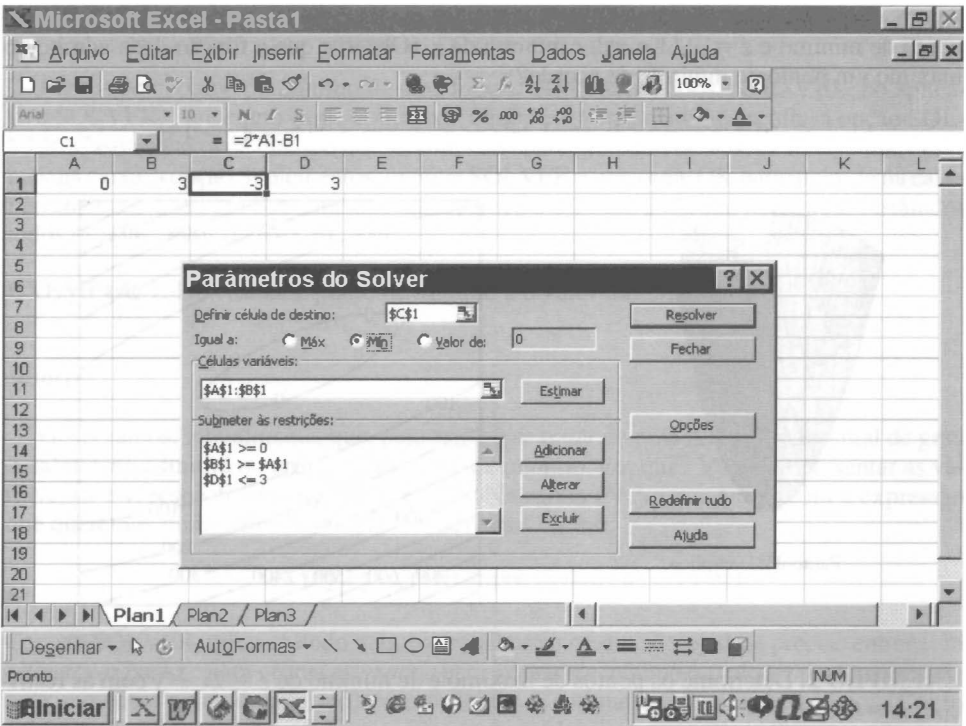 Microsoft Excel - Pasta1
Arquivo Editar Exibir Inserir Formatar Ferramentas Dados Janela Ajuda
100%
Arial 10 N I S % 000
C1 = =2*A1-B1
A B C D E F G H I J K L
1 0 3 -3 3
2
3
4
5
6
7
8
9
10
11
12
13
14
15
16
17
18
19
20
21
Parâmetros do Solver
Definir célula de destino: $C$1
Igual a: Máx Mín Valor de: 0
Células variáveis:
$A$1:$B$1
Estimar
Submeter às restrições:
$A$1 >= 0
$B$1 >= $A$1
$D$1 <= 3
Adicionar
Alterar
Excluir
Resolver
Fechar
Opções
Redefinir tudo
Ajuda
Plan1 Plan2 Plan3
Desenhar AutoFormas
Pronto NÚM
Iniciar 14:21